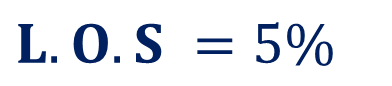 L. O. S = 5%